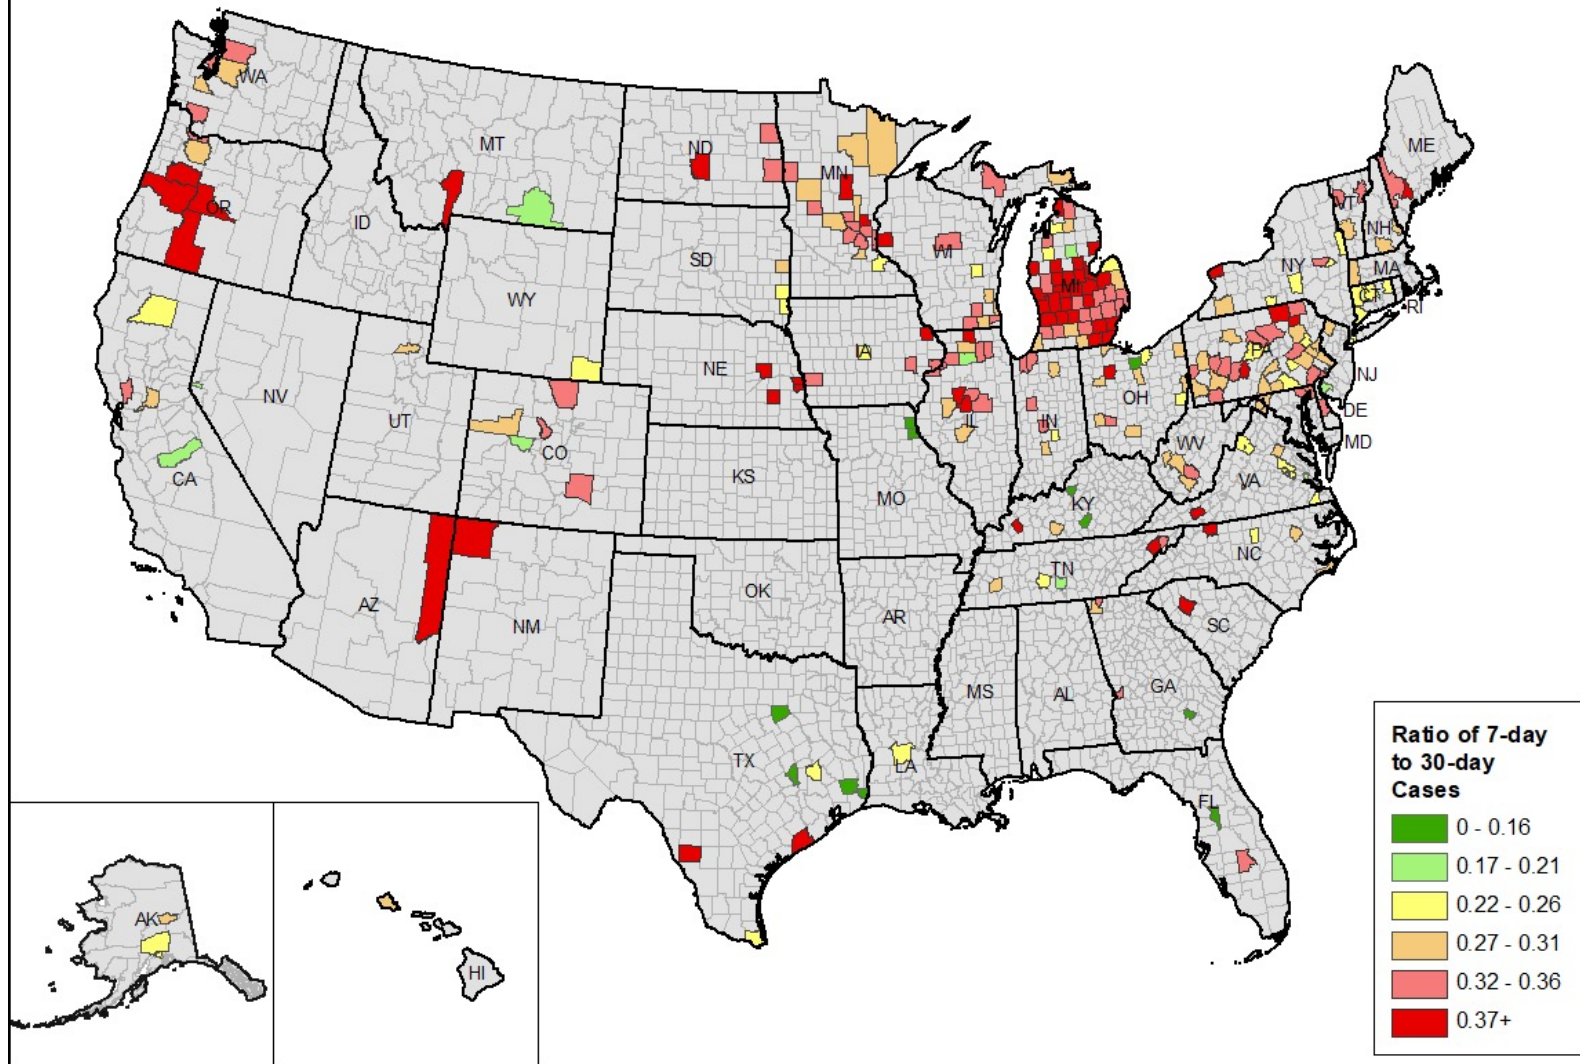 WA
MT
ND
MN
ME
OR
ID
SD
WI
MI
VT
NH
NY
MA
CT
RI
WY
IA
NE
PA
NJ
NV
UT
CO
IL
IN
OH
DE
MD
WV
VA
CA
KS
MO
KY
NC
TN
AZ
NM
OK
AR
SC
MS
AL
GA
TX
LA
FL
AK
HI
Ratio of 7-day
to 30-day
Cases
0 - 0.16
0.17 - 0.21
0.22 - 0.26
0.27 - 0.31
0.32 - 0.36
0.37+